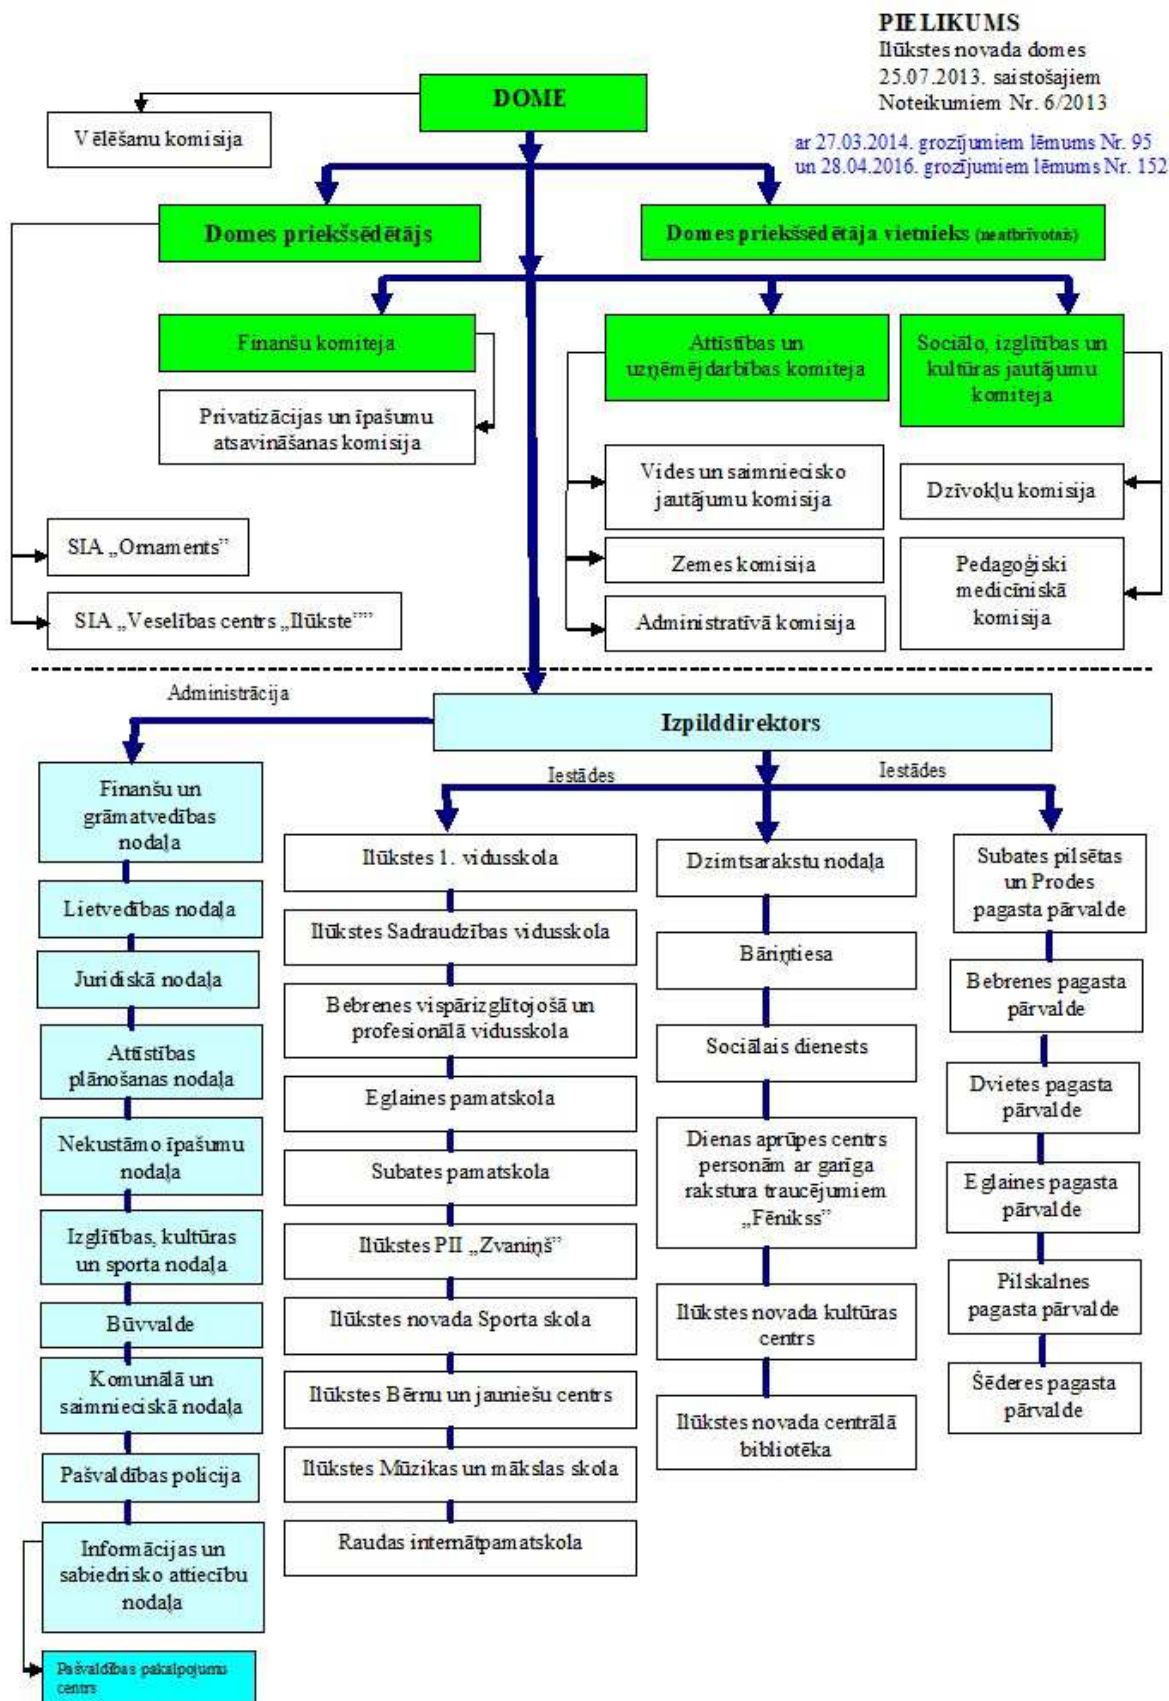 PIELIKUMS
Ilūkstes novada domes
25.07.2013. saistošajiem
Noteikumiem Nr. 6/2013
ar 27.03.2014. grozījumiem lēmums Nr. 95
un 28.04.2016. grozījumiem lēmums Nr. 152
DOME
Vēlēšanu komisija
Domes priekšsēdētājs
Domes priekšsēdētāja vietnieks (neatbrīvotais)
Finanšu komiteja
Attīstības un
uzņēmējdarbības komiteja
Sociālo, izglītības un
kultūras jautājumu
komiteja
Privatizācijas un īpašumu
atsavināšanas komisija
Vides un saimniecisko
jautājumu komisija
Dzīvokļu komisija
SIA „Ornaments”
Zemes komisija
Pedagoģiski
medicīniskā
komisija
SIA „Veselības centrs „Ilūkste””
Administratīvā komisija
Administrācija
Izpilddirektors
Iestādes
Iestādes
Finanšu un
grāmatvedības
nodaļa
Lietvedības nodaļa
Juridiskā nodaļa
Attīstības
plānošanas nodaļa
Nekustāmo īpašumu
nodaļa
Izglītības, kultūras
un sporta nodaļa
Būvvalde
Komunālā un
saimnieciskā nodaļa
Pašvaldības policija
Informācijas un
sabiedrisko attiecību
nodaļa
Pašvaldības pakalpojumu
centrs
Ilūkstes 1. vidusskola
Ilūkstes Sadraudzības vidusskola
Bebrenes vispārizglītojošā un
profesionālā vidusskola
Eglaines pamatskola
Subates pamatskola
Ilūkstes PII „Zvaniņš”
Ilūkstes novada Sporta skola
Ilūkstes Bērnu un jauniešu centrs
Ilūkstes Mūzikas un mākslas skola
Raudas internātpamatskola
Dzimtsarakstu nodaļa
Bāriņtiesa
Sociālais dienests
Dienas aprūpes centrs
personām ar garīga
rakstura traucējumiem
„Fēnikss”
Ilūkstes novada kultūras
centrs
Ilūkstes novada centrālā
bibliotēka
Subates pilsētas
un Prodes
pagasta pārvalde
Bebrenes pagasta
pārvalde
Dvietes pagasta
pārvalde
Eglaines pagasta
pārvalde
Pilskalnes
pagasta pārvalde
Šēderes pagasta
pārvalde